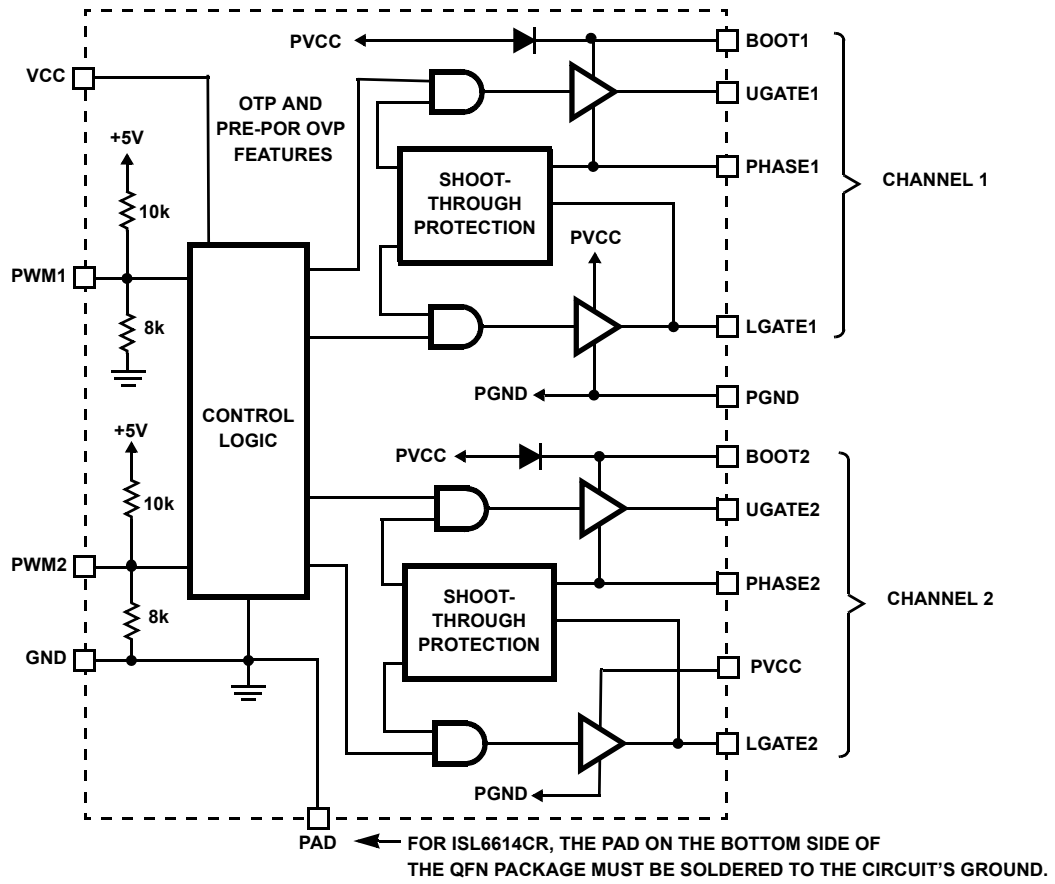 PVCC
BOOT1
VCC
OTP AND
PRE-POR OVP
FEATURES
UGATE1
+5V
10k
SHOOT-
THROUGH
PROTECTION
PHASE1
CHANNEL 1
PVCC
PWM1
8k
LGATE1
PGND
PGND
CONTROL
LOGIC
+5V
PVCC
BOOT2
10k
UGATE2
PWM2
SHOOT-
THROUGH
PROTECTION
PHASE2
CHANNEL 2
8k
GND
PVCC
LGATE2
PGND
PAD
FOR ISL6614CR, THE PAD ON THE BOTTOM SIDE OF
THE QFN PACKAGE MUST BE SOLDERED TO THE CIRCUIT'S GROUND.